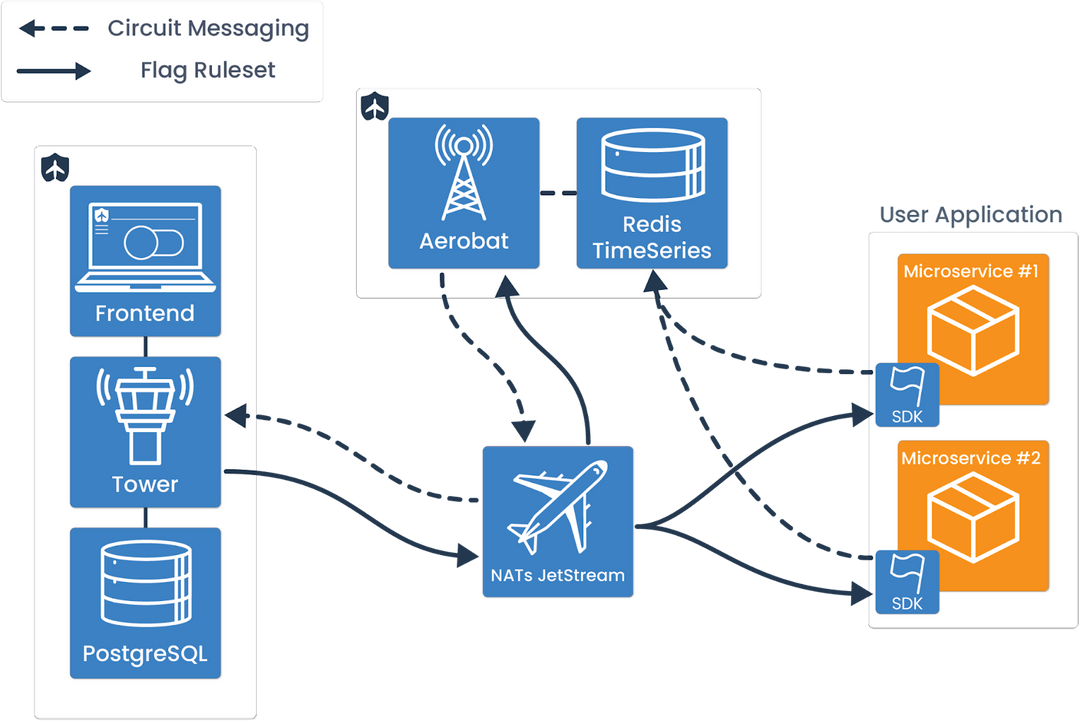 Circuit Messaging
Flag Ruleset
Frontend
Tower
PostgreSQL
Aerobat
Redis
TimeSeries
NATs JetStream
User Application
Microservice #1
SDK
Microservice #2
SDK